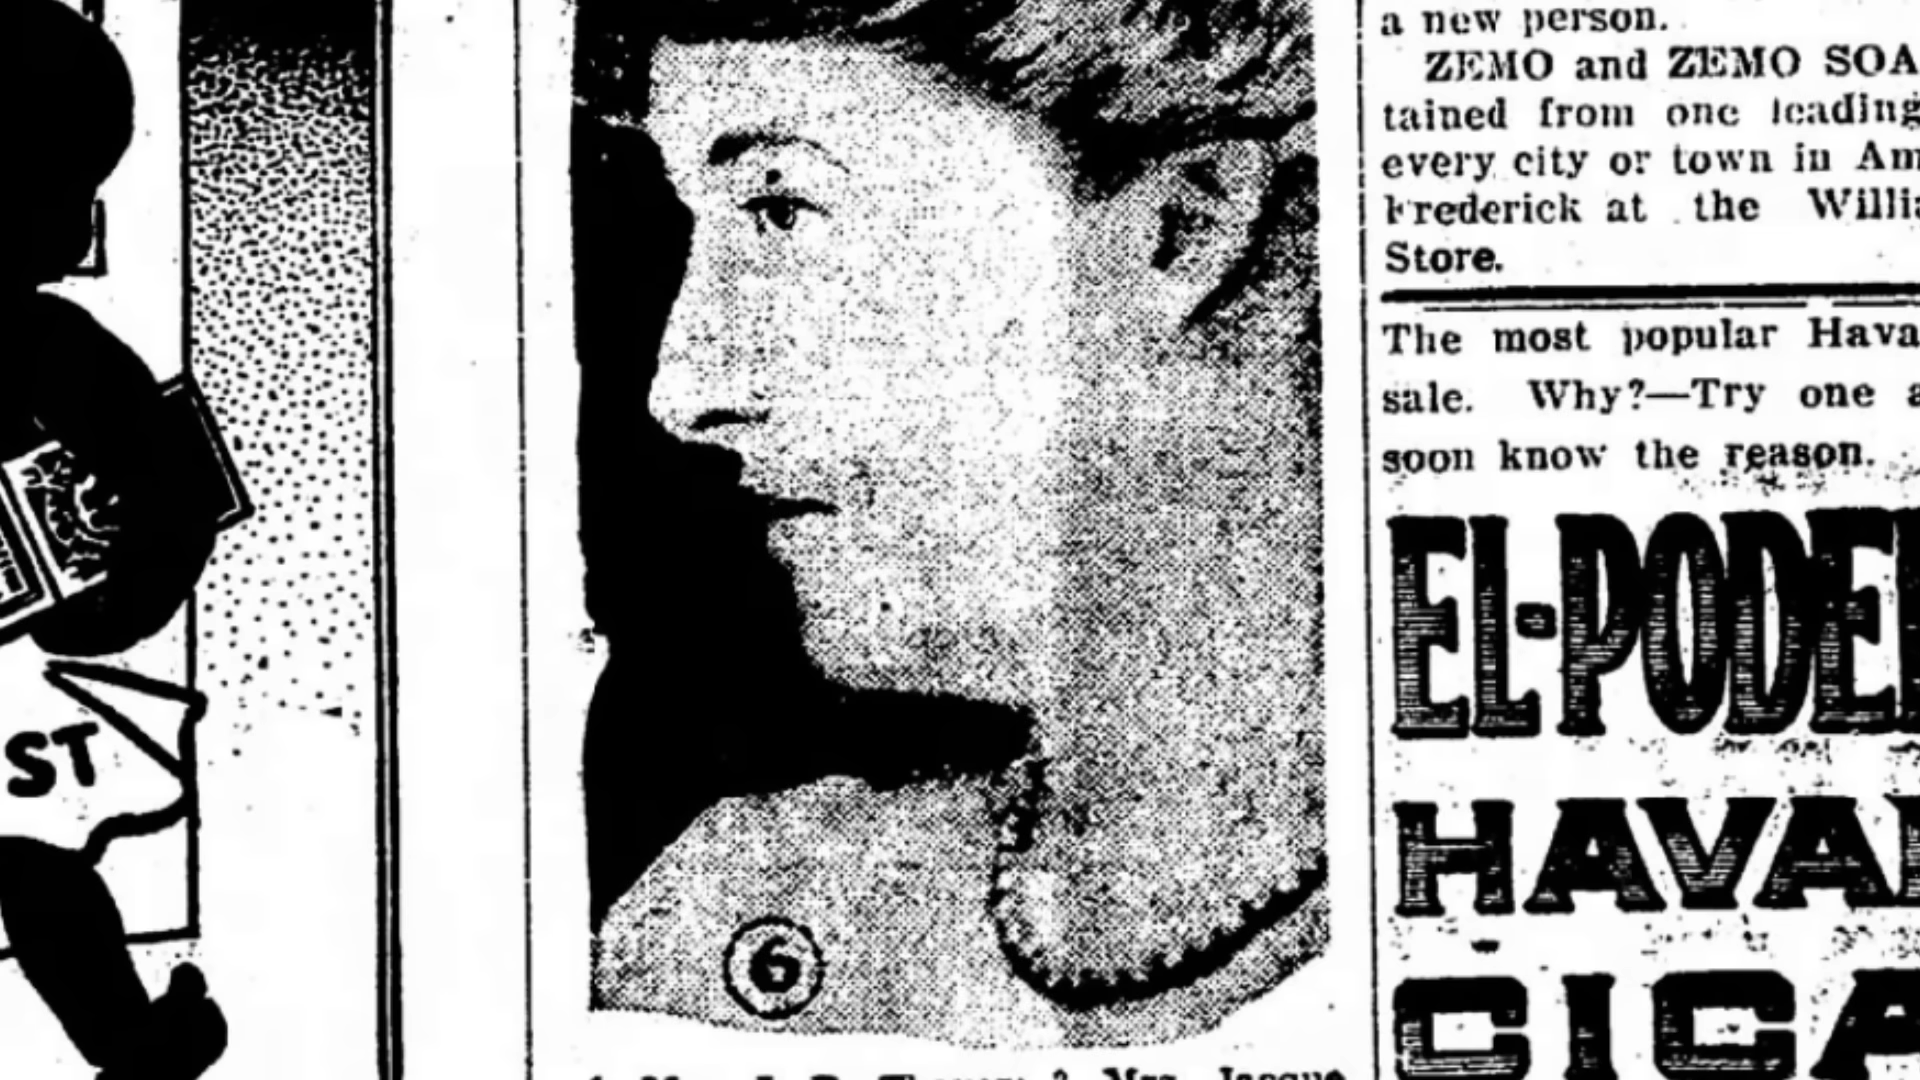 ST
6
a new person.
ZEMO and ZEMO SOA
tained from one leading
every city or town in Am
Frederick at the Willia
Store.
The most popular Hava
sale. Why?—Try one a
soon know the reason.
EL-PODE
HAVA
CIGA
Mrs.